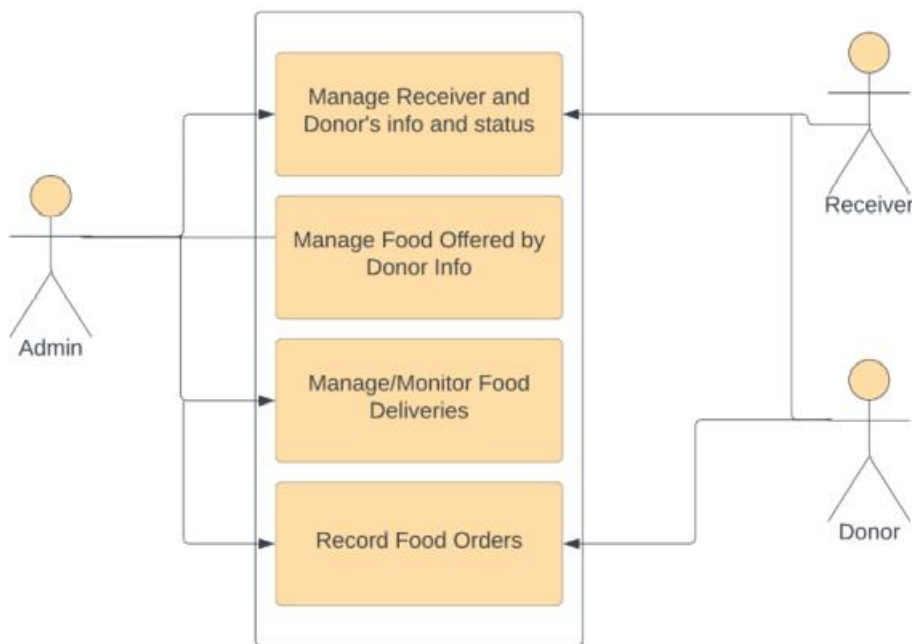 Manage Receiver and
Donor's info and status
Receiver
Manage Food Offered by
Donor Info
Admin
Manage/Monitor Food
Deliveries
Record Food Orders
Donor